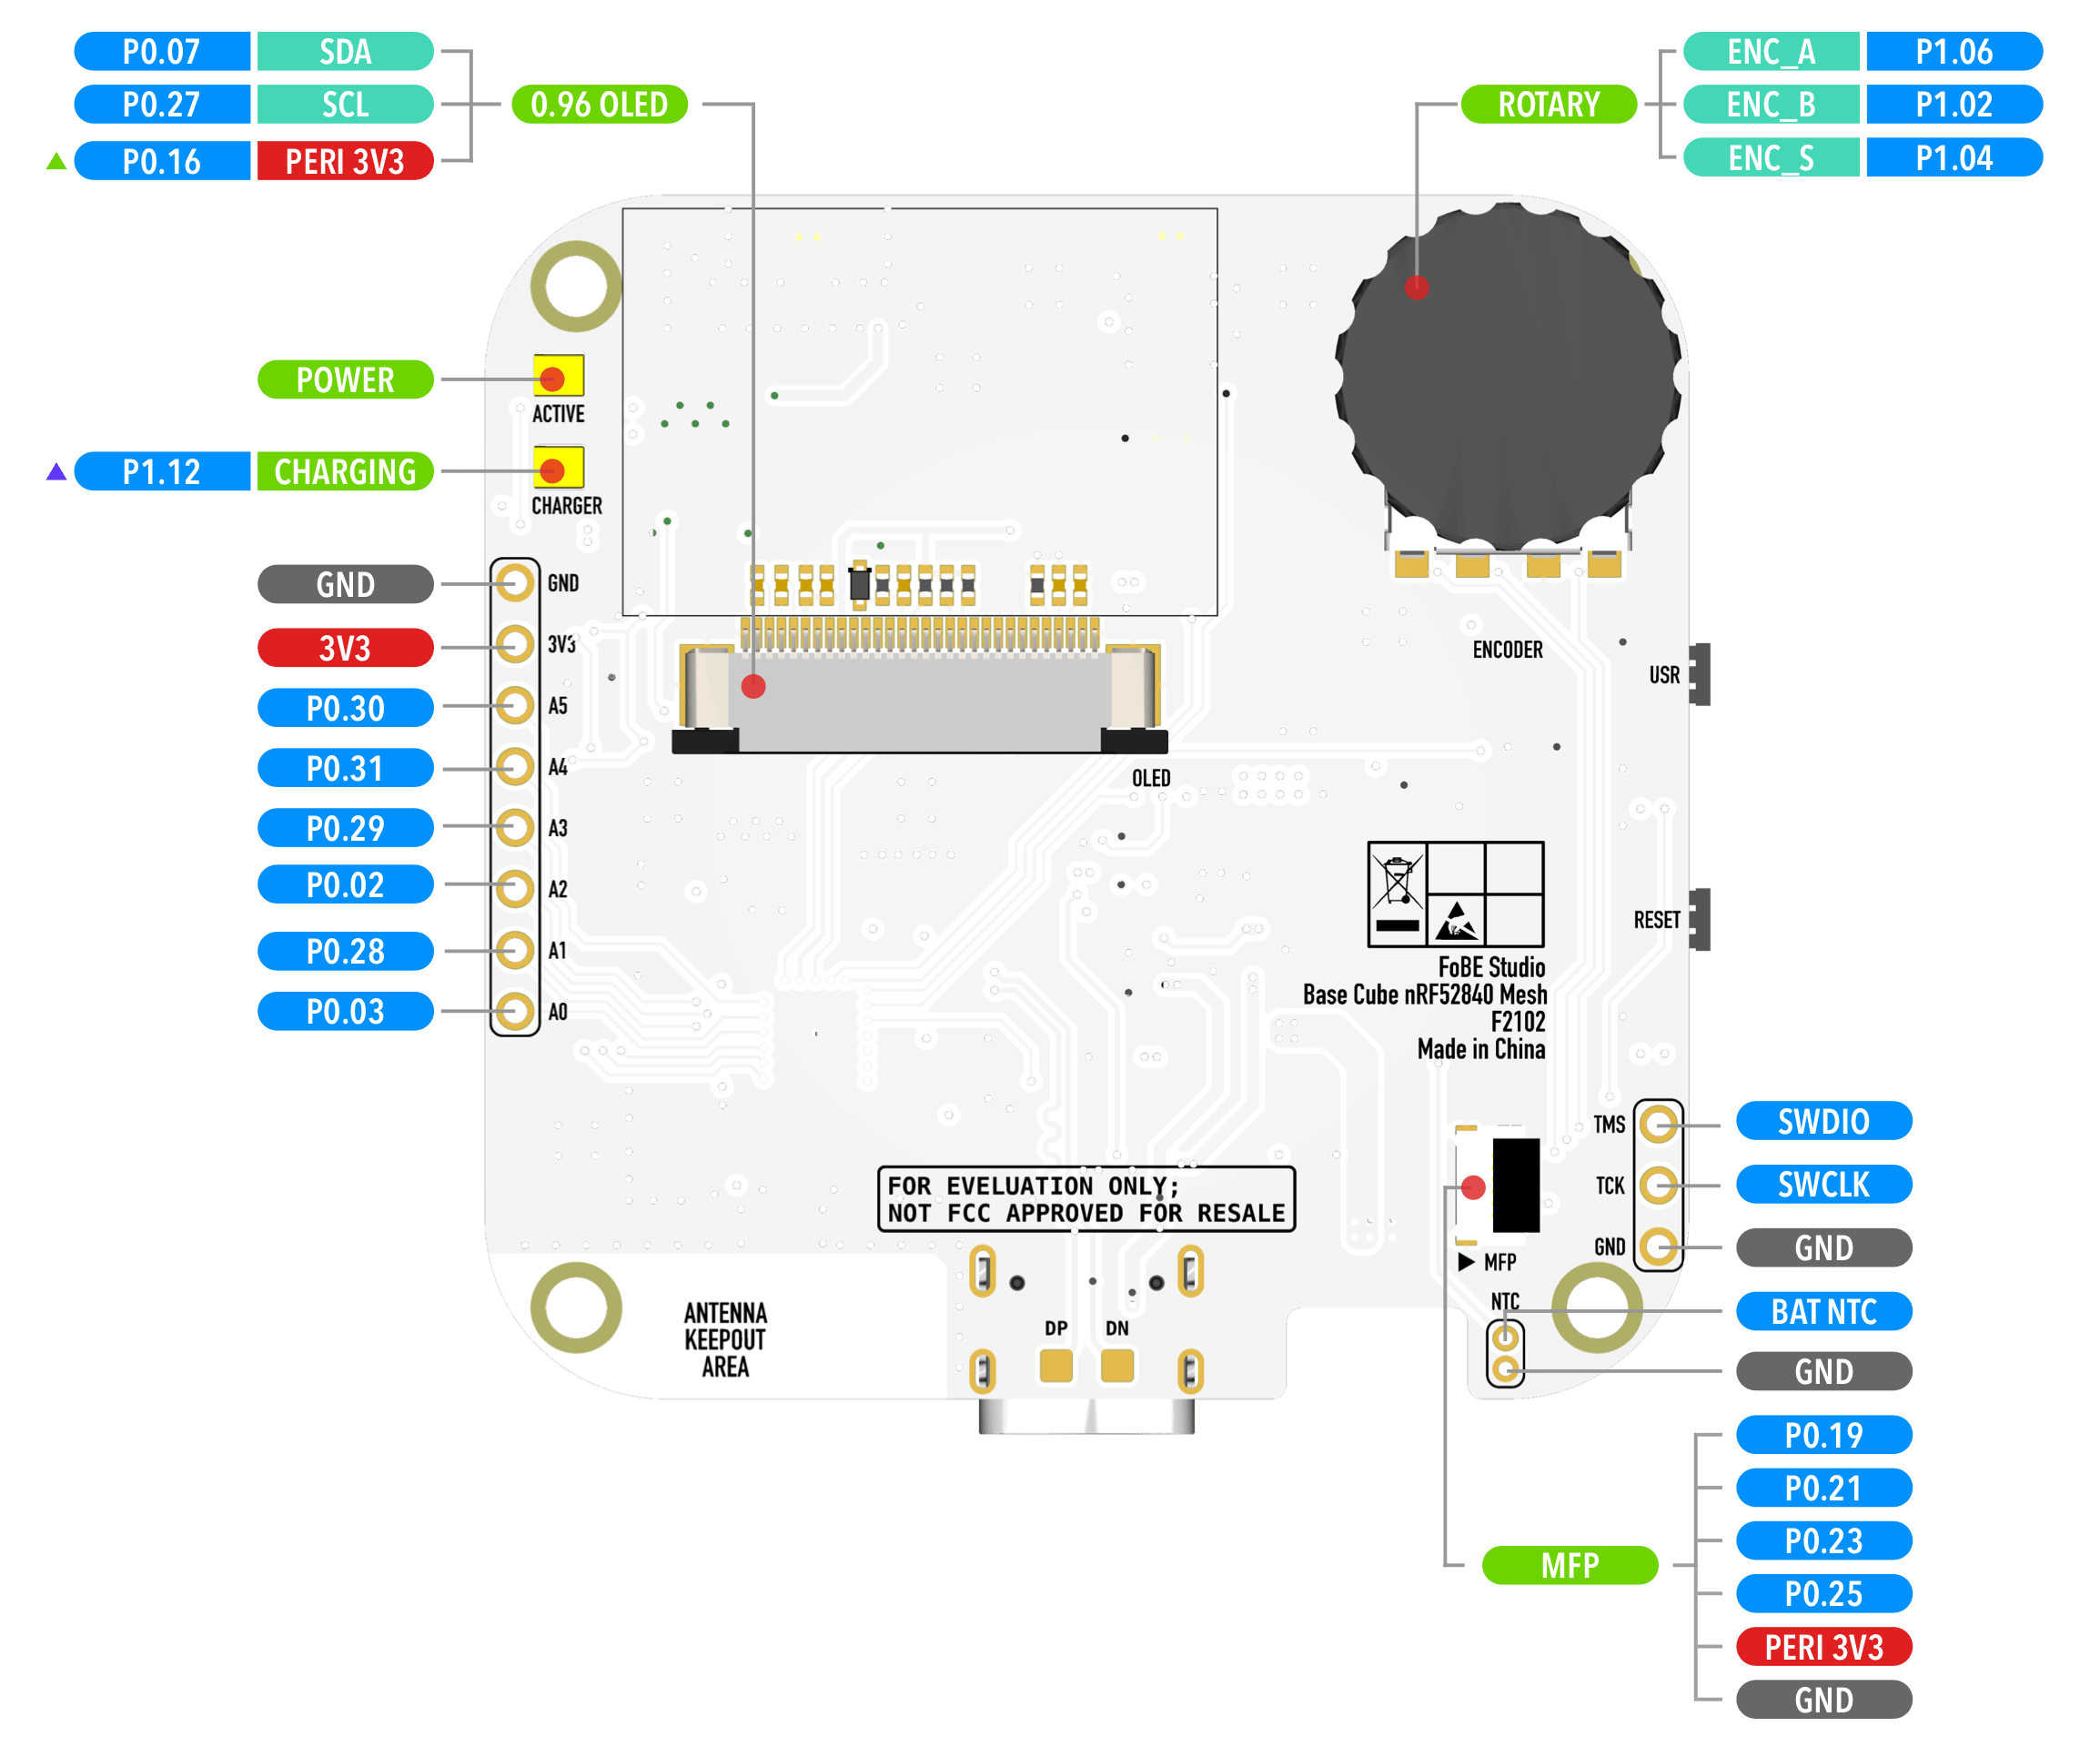 P0.07 SDA
P0.27 SCL
P0.16 PERI 3V3
0.96 OLED
ROTARY
ENC_A P1.06
ENC_B P1.02
ENC_S P1.04
POWER
ACTIVE
P1.12 CHARGING
CHARGER
GND GND
3V3 3V3
P0.30 A5
P0.31 A4
P0.29 A3
P0.02 A2
P0.28 A1
P0.03 A0
ENCODER
USR
OLED
RESET
FoBE Studio
Base Cube nRF52840 Mesh
F2102
Made in China
TMS SWDIO
TCK SWCLK
GND GND
FOR EVELUATION ONLY;
NOT FCC APPROVED FOR RESALE
MFP
NTC
BAT NTC
GND
ANTENNA
KEEPOUT
AREA
DP DN
MFP
P0.19
P0.21
P0.23
P0.25
PERI 3V3
GND